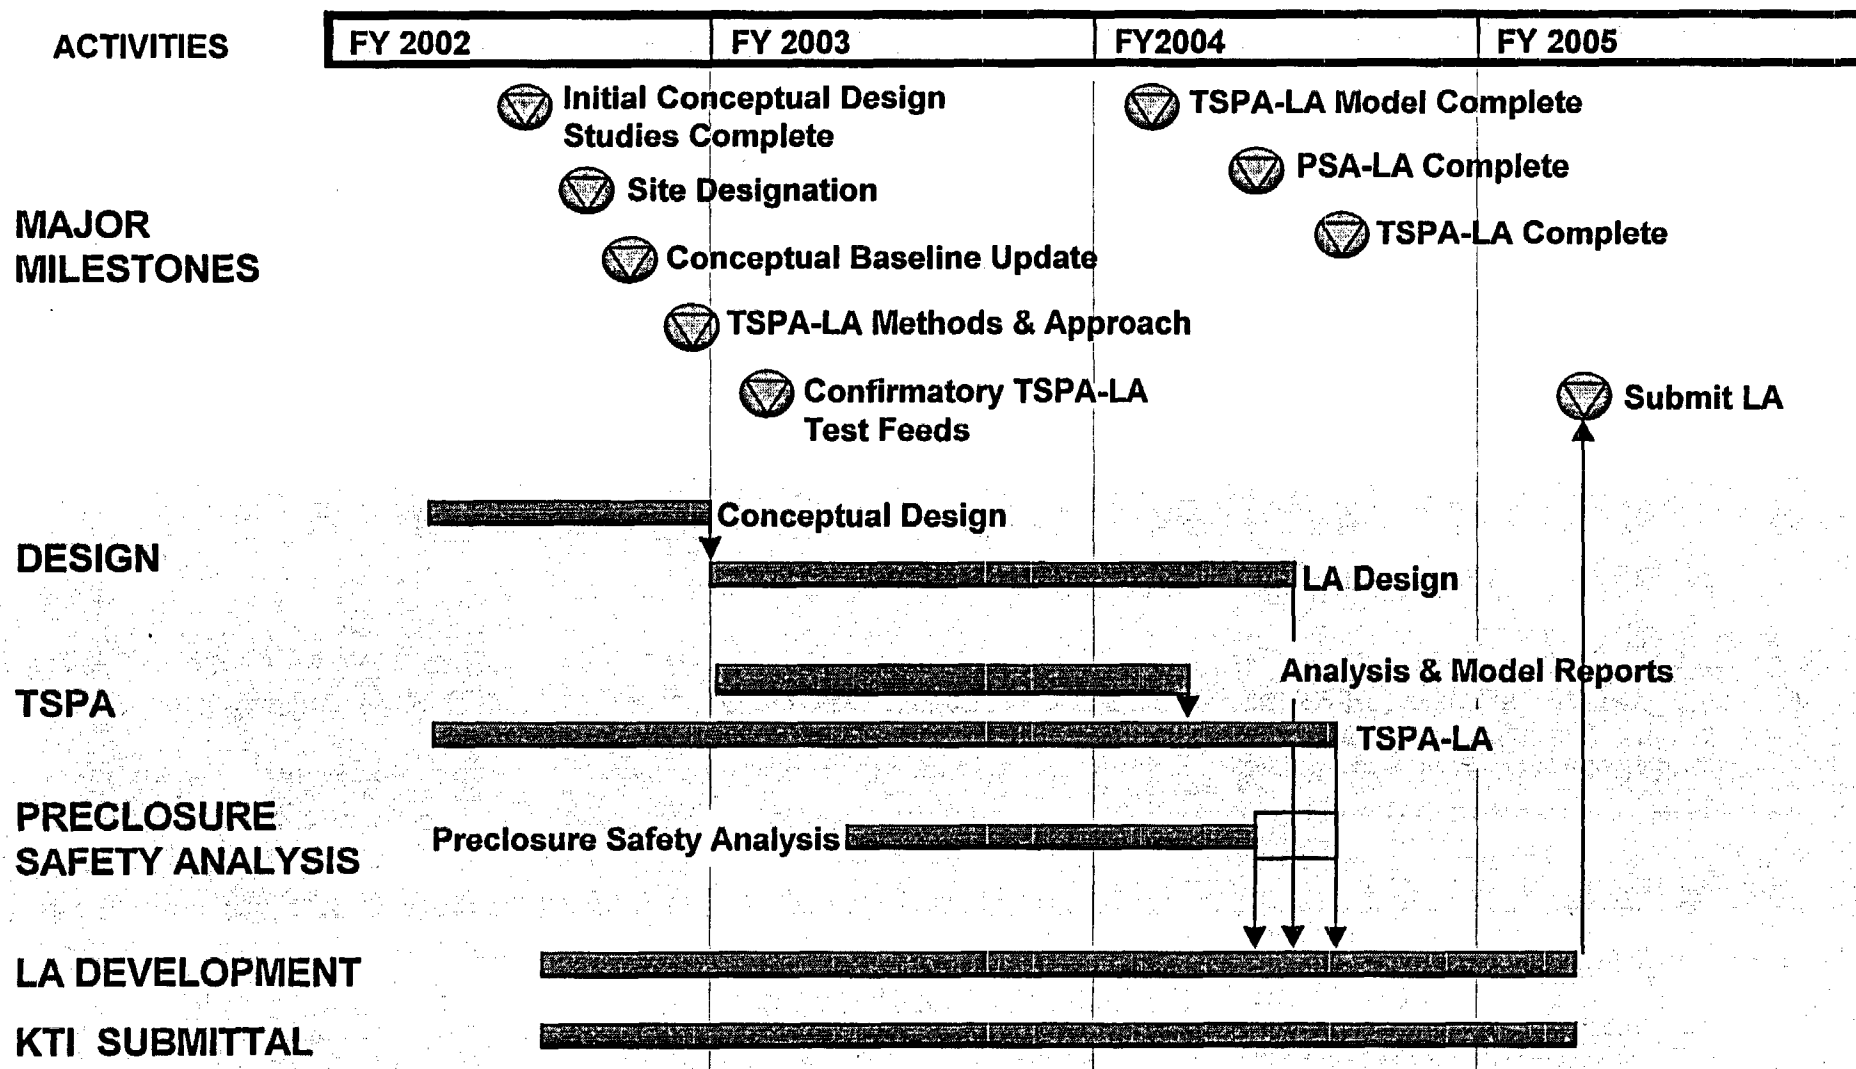 ACTIVITIES
FY 2002
FY 2003
FY2004
FY 2005
MAJOR
MILESTONES
Initial Conceptual Design
Studies Complete
Site Designation
Conceptual Baseline Update
TSPA-LA Methods & Approach
Confirmatory TSPA-LA
Test Feeds
TSPA-LA Model Complete
PSA-LA Complete
TSPA-LA Complete
Submit LA
DESIGN
Conceptual Design
LA Design
TSPA
Analysis & Model Reports
TSPA-LA
PRECLOSURE
SAFETY ANALYSIS
Preclosure Safety Analysis
LA DEVELOPMENT
KTI SUBMITTAL